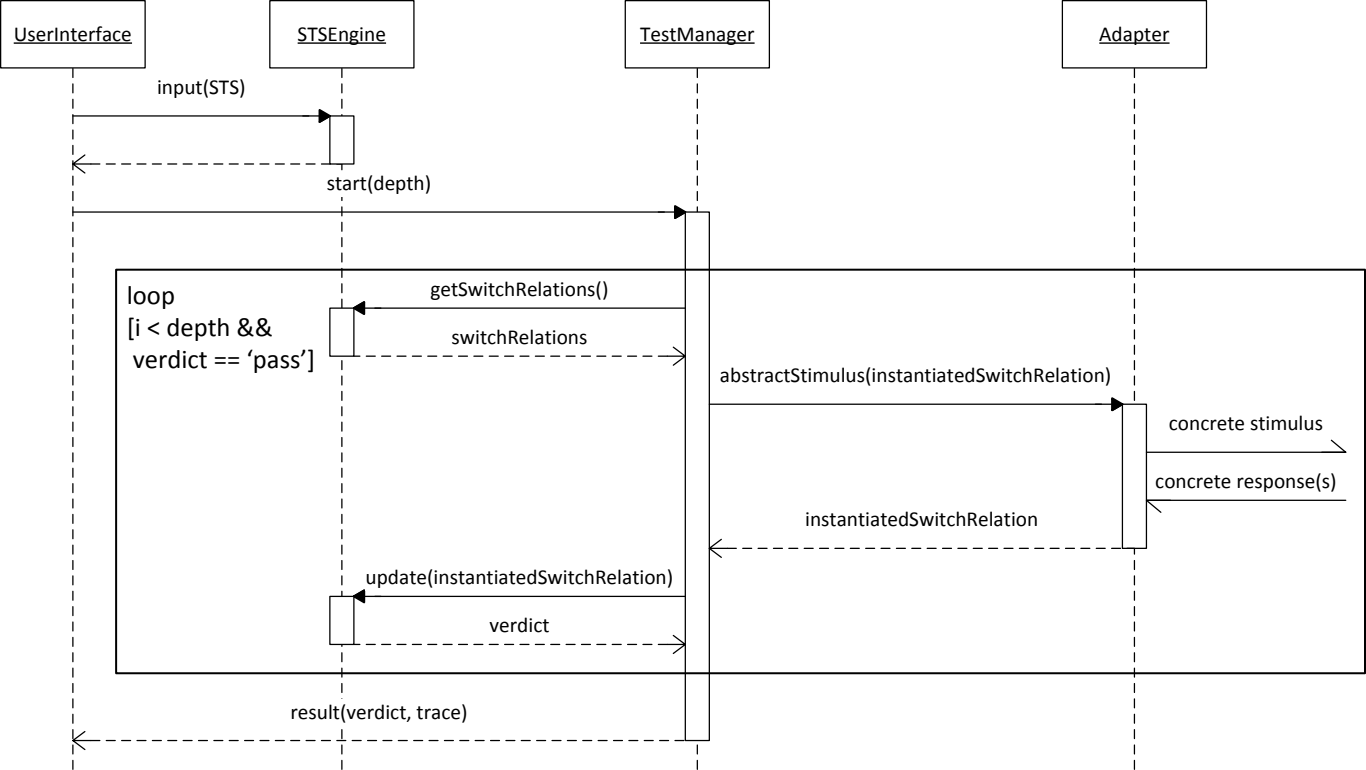 UserInterface
STSEngine
TestManager
Adapter
input(STS)
start(depth)
loop
[i < depth &&
verdict == ‘pass’]
getSwitchRelations()
switchRelations
abstractStimulus(instantiatedSwitchRelation)
concrete stimulus
concrete response(s)
instantiatedSwitchRelation
update(instantiatedSwitchRelation)
verdict
result(verdict, trace)